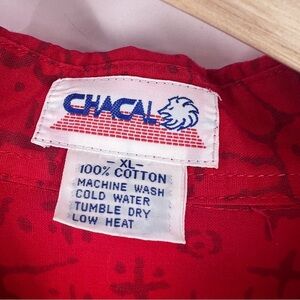 CHACAL
- XL -
100% COTTON
MACHINE WASH
COLD WATER
TUMBLE DRY
LOW HEAT